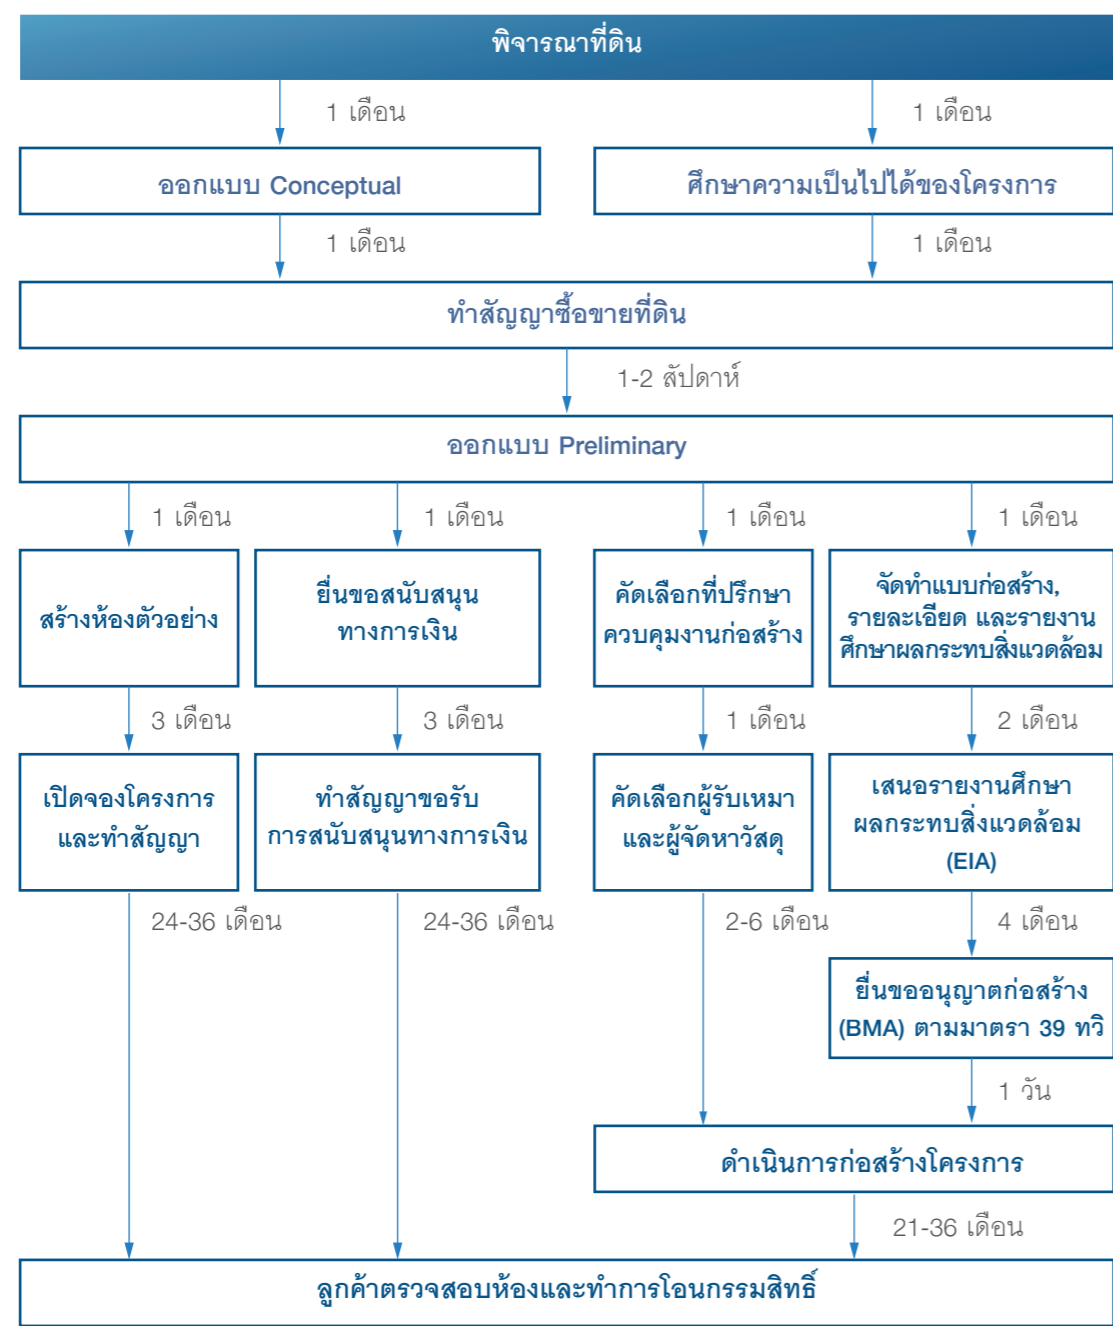 พิจารณาที่ดิน
1 เดือน
1 เดือน
ออกแบบ Conceptual
ศึกษาความเป็นไปได้ของโครงการ
1 เดือน
1 เดือน
ทำสัญญาซื้อขายที่ดิน
1-2 สัปดาห์
ออกแบบ Preliminary
1 เดือน
1 เดือน
1 เดือน
1 เดือน
สร้างห้องตัวอย่าง
ยื่นขอสนับสนุน
ทางการเงิน
คัดเลือกที่ปรึกษา
ควบคุมงานก่อสร้าง
จัดทำแบบก่อสร้าง,
รายละเอียด และรายงาน
ศึกษาผลกระทบสิ่งแวดล้อม
3 เดือน
3 เดือน
1 เดือน
2 เดือน
เปิดจองโครงการ
และทำสัญญา
ทำสัญญาขอรับ
การสนับสนุนทางการเงิน
คัดเลือกผู้รับเหมา
และผู้จัดหาวัสดุ
เสนอรายงานศึกษา
ผลกระทบสิ่งแวดล้อม
(EIA)
24-36 เดือน
24-36 เดือน
2-6 เดือน
4 เดือน
ยื่นขออนุญาตก่อสร้าง
(BMA) ตามมาตรา 39 ทวิ
1 วัน
ดำเนินการก่อสร้างโครงการ
21-36 เดือน
ลูกค้าตรวจสอบห้องและทำการโอนกรรมสิทธิ์